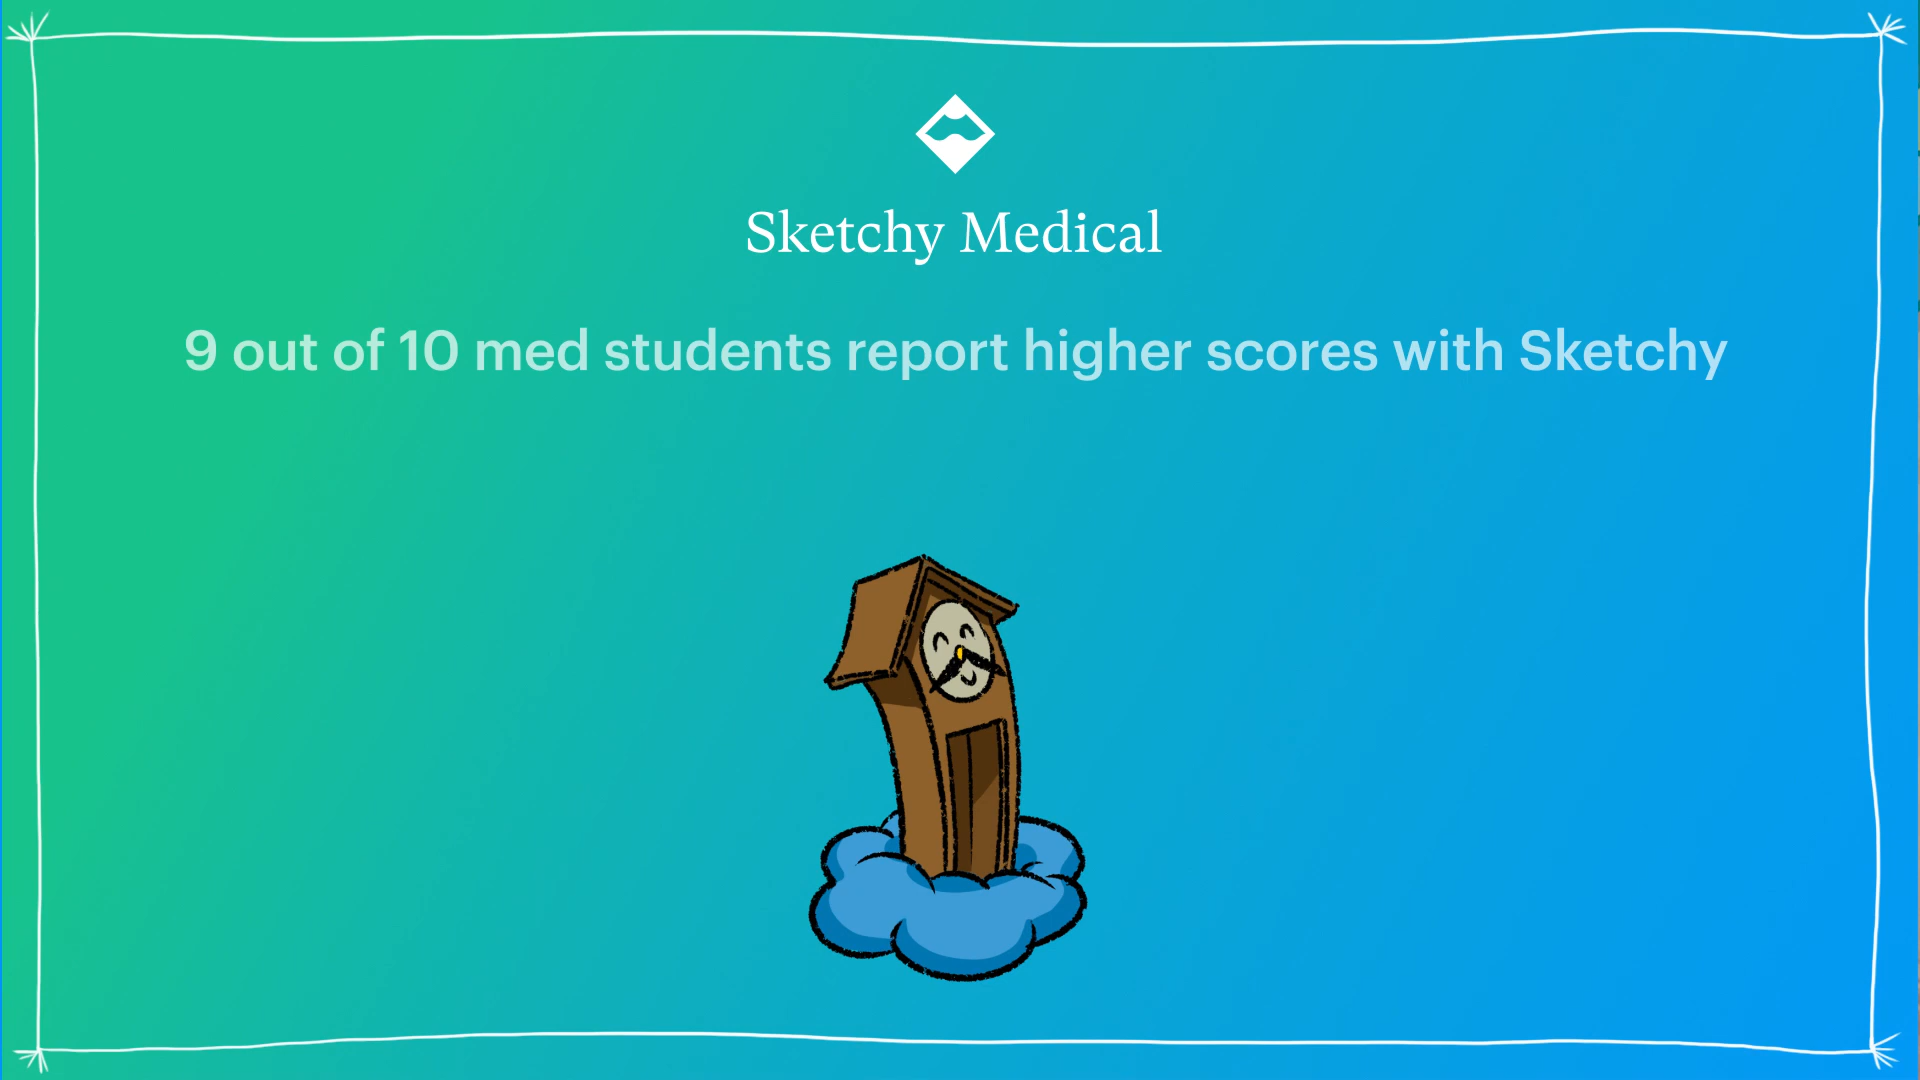 Sketchy Medical
9 out of 10 med students report higher scores with Sketchy